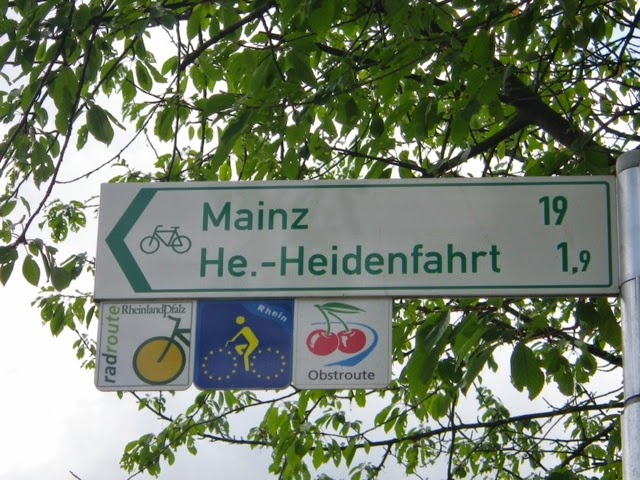 Mainz 19
He.-Heidenfahrt 1,9
radroute RheinlandPfalz
Rhein
Obstroute